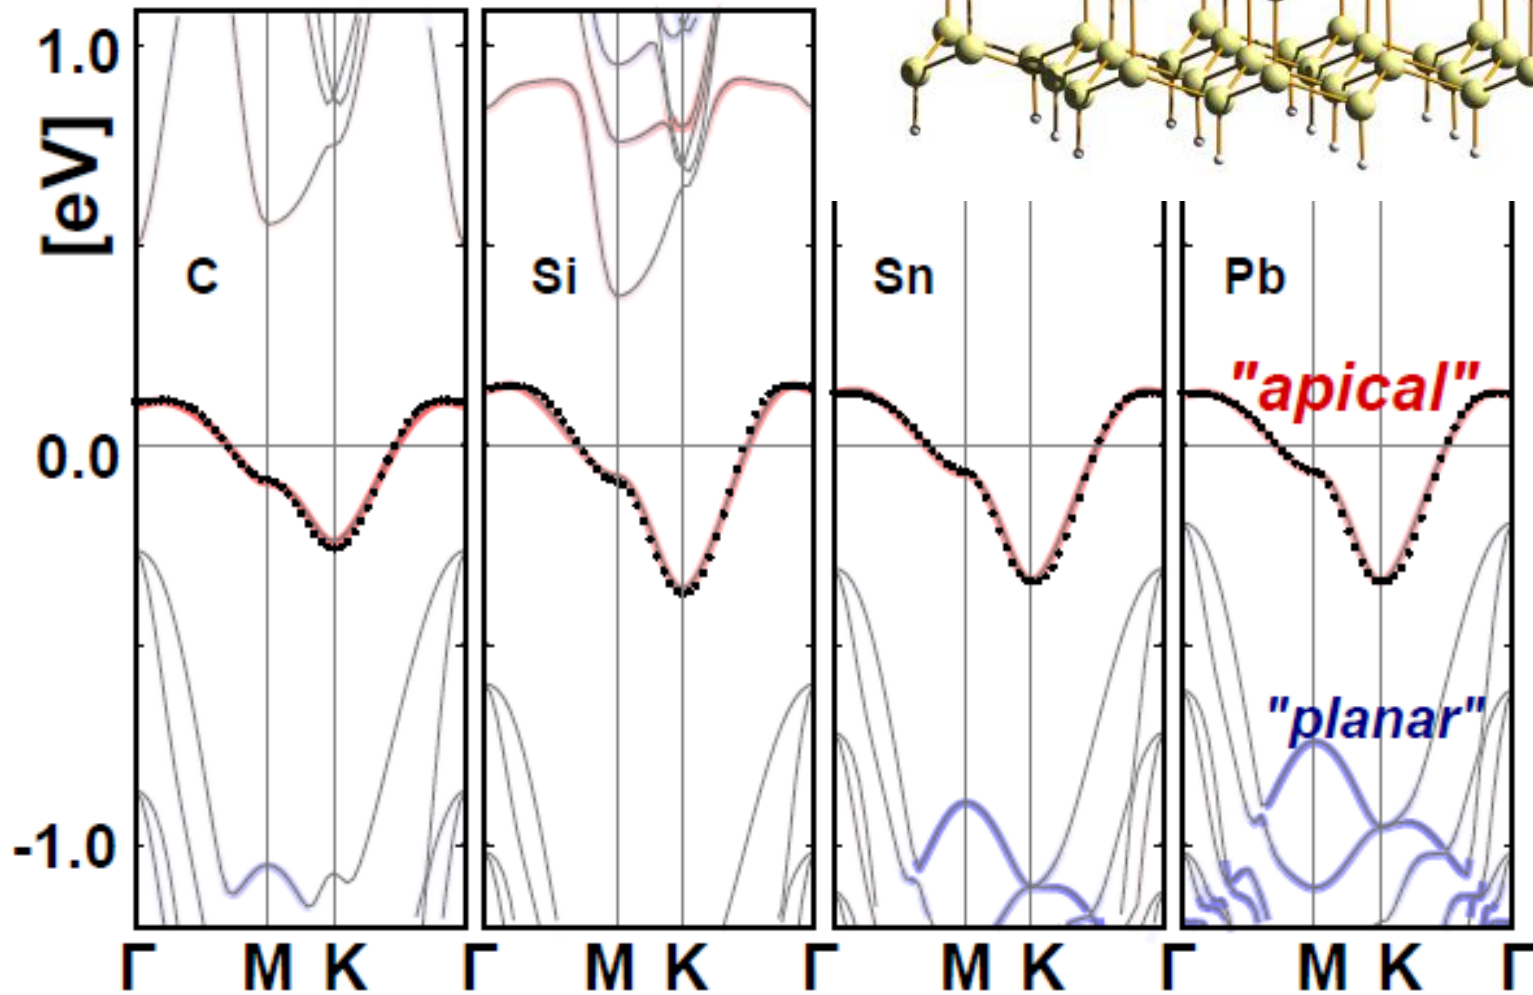 1.0
[eV]
C
Si
Sn
Pb
"apical"
0.0
"planar"
-1.0
Γ M K Γ M K Γ M K Γ